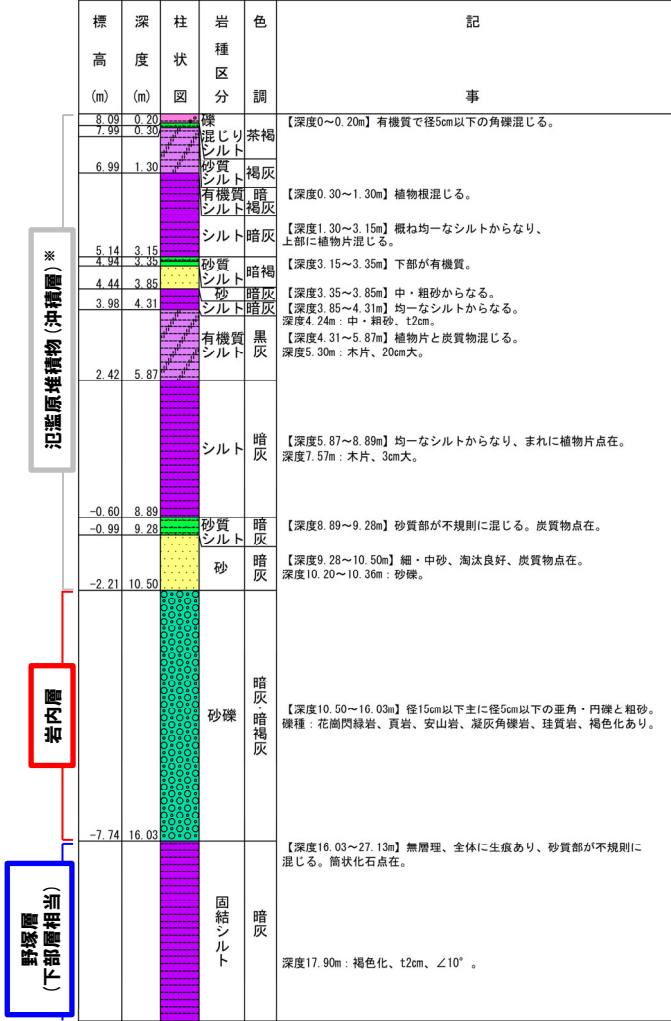 標高(m)
深度(m)
柱状図
岩種区分
色調
記事
8.09 0.20 礫混じりシルト 茶褐 【深度0～0.20m】有機質で径5cm以下の角礫混じる。
7.99 0.30
6.99 1.30 砂質シルト 褐灰
有機質シルト 暗褐灰 【深度0.30～1.30m】植物根混じる。
シルト 暗灰 【深度1.30～3.15m】概ね均一なシルトからなり、
上部に植物片混じる。
5.14 3.15
4.94 3.35 砂質シルト 暗褐 【深度3.15～3.35m】下部が有機質。
4.44 3.85 砂 暗灰 【深度3.35～3.85m】中・粗砂からなる。
3.98 4.31 シルト 暗灰 【深度3.85～4.31m】均一なシルトからなる。
深度4.24m：中・粗砂、t2cm。
有機質シルト 黒灰 【深度4.31～5.87m】植物片と炭質物混じる。
深度5.30m：木片、20cm大。
2.42 5.87
シルト 暗灰 【深度5.87～8.89m】均一なシルトからなり、まれに植物片点在。
深度7.57m：木片、3cm大。
-0.60 8.89
-0.99 9.28 砂質シルト 暗灰 【深度8.89～9.28m】砂質部が不規則に混じる。炭質物点在。
砂 暗灰 【深度9.28～10.50m】細・中砂、淘汰良好、炭質物点在。
深度10.20～10.36m：砂礫。
-2.21 10.50
砂礫 暗灰・暗褐灰 【深度10.50～16.03m】径15cm以下主に径5cm以下の亜角・円礫と粗砂。
礫種：花崗閃緑岩、頁岩、安山岩、凝灰角礫岩、珪質岩、褐色化あり。
-7.74 16.03
固結シルト 暗灰 【深度16.03～27.13m】無層理、全体に生痕あり、砂質部が不規則に
混じる。筒状化石点在。
深度17.90m：褐色化、t2cm、∠10°。
氾濫原堆積物(沖積層)※
岩内層
野塚層
(下部層相当)